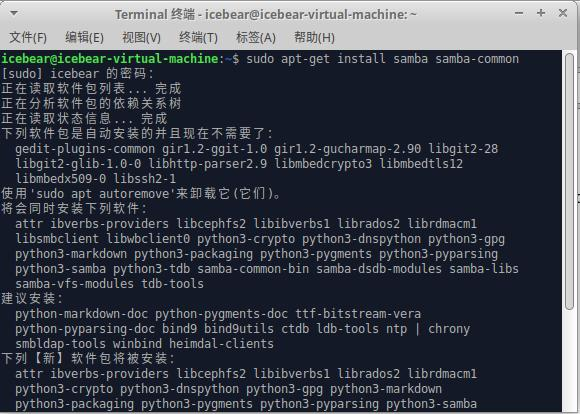 Terminal 终端 - icebear@icebear-virtual-machine: ~
文件(F) 编辑(E) 视图(V) 终端(T) 标签(A) 帮助(H)
icebear@icebear-virtual-machine:~$ sudo apt-get install samba samba-common
[sudo] icebear 的密码：
正在读取软件包列表... 完成
正在分析软件包的依赖关系树
正在读取状态信息... 完成
下列软件包是自动安装的并且现在不需要了：
gedit-plugins-common gir1.2-ggit-1.0 gir1.2-gucharmap-2.90 libgit2-28
libgit2-glib-1.0-0 libhttp-parser2.9 libmbedcrypto3 libmbedtls12
libmbedx509-0 libssh2-1
使用'sudo apt autoremove'来卸载它(它们)。
将会同时安装下列软件：
attr ibverbs-providers libcephfs2 libibverbs1 librados2 librdmacm1
libsmbclient libwbclient0 python3-crypto python3-dnspython python3-gpg
python3-markdown python3-packaging python3-pygments python3-pyparsing
python3-samba python3-tdb samba-common-bin samba-dsdb-modules samba-libs
samba-vfs-modules tdb-tools
建议安装：
python-markdown-doc python-pygments-doc ttf-bitstream-vera
python-pyparsing-doc bind9 bind9utils ctdb ldb-tools ntp | chrony
smbldap-tools winbind heimdal-clients
下列【新】软件包将被安装：
attr ibverbs-providers libcephfs2 libibverbs1 librados2 librdmacm1
python3-crypto python3-dnspython python3-gpg python3-markdown
python3-packaging python3-pygments python3-pyparsing python3-samba